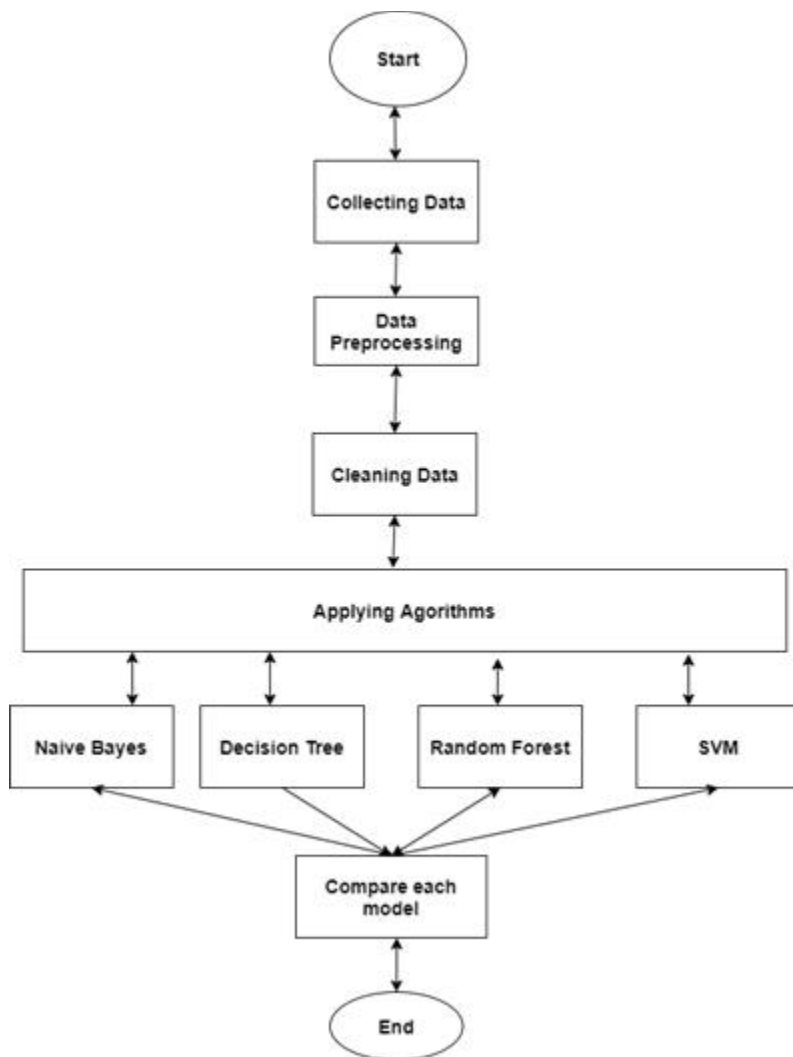 Start
Collecting Data
Data
Preprocessing
Cleaning Data
Applying Agorithms
Naive Bayes
Decision Tree
Random Forest
SVM
Compare each
model
End